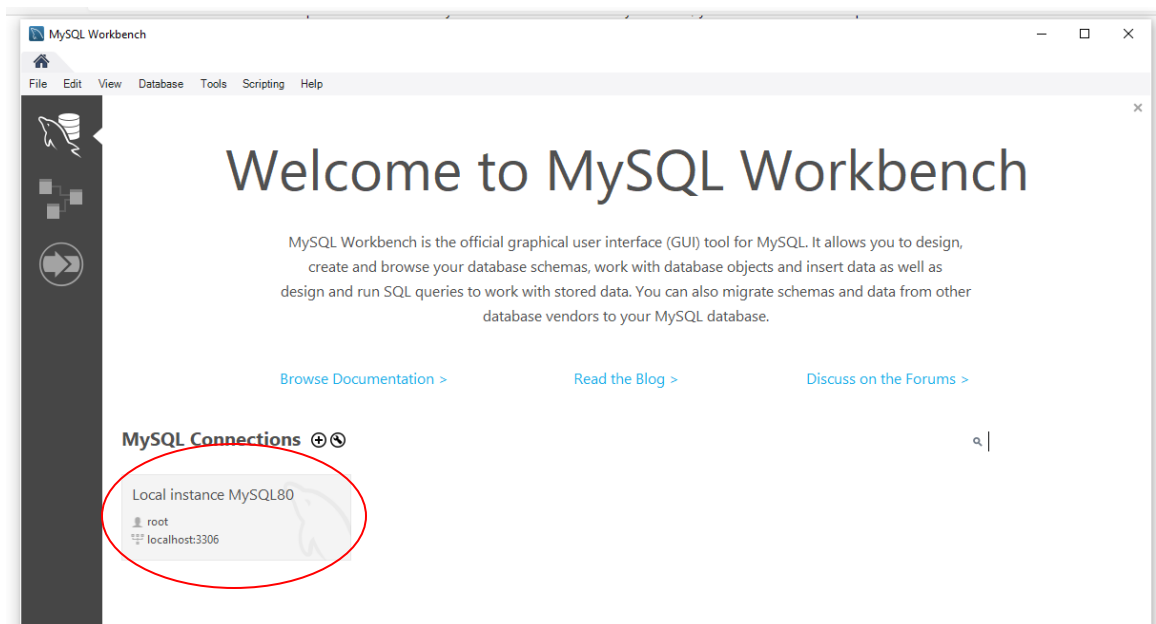 MySQL Workbench
File Edit View Database Tools Scripting Help
Welcome to MySQL Workbench
MySQL Workbench is the official graphical user interface (GUI) tool for MySQL. It allows you to design,
create and browse your database schemas, work with database objects and insert data as well as
design and run SQL queries to work with stored data. You can also migrate schemas and data from other
database vendors to your MySQL database.
Browse Documentation > Read the Blog > Discuss on the Forums >
MySQL Connections
Local instance MySQL80
root
localhost:3306